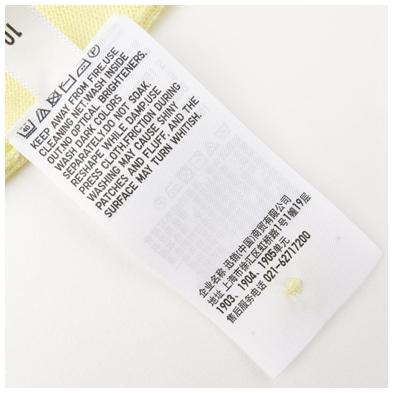 10
KEEP AWAY FROM FIRE.USE
CLEANING NET.WASH INSIDE
OUT.NO OPTICAL BRIGHTENERS.
WASH DARK COLOURS
SEPARATELY.DO NOT SOAK.
RESHAPE WHILE DAMP.USE
PRESS CLOTH.FRICTION DURING
WASHING MAY CAUSE SHINY
PATCHES AND FLUFF, AND THE
SURFACE MAY TURN WHITISH.
企业名称 迅销(中国)商贸有限公司
地址 上海市徐汇区虹桥路1号1幢19层
1903、1904、1905单元
售后服务电话 021-62717200